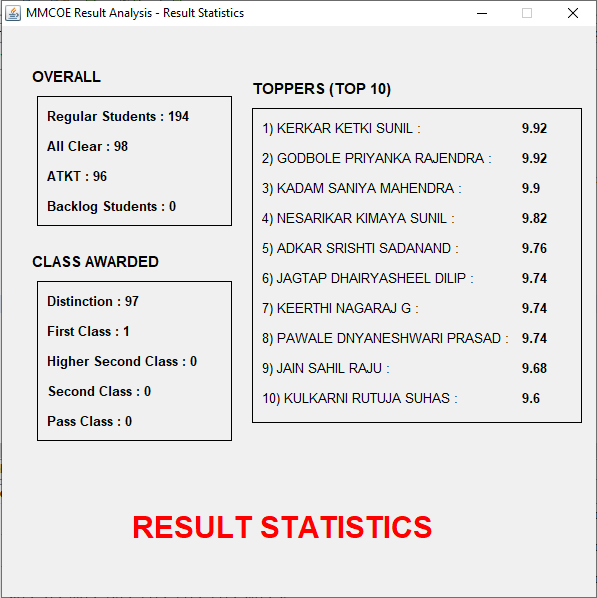 MMCOE Result Analysis - Result Statistics
OVERALL
Regular Students : 194
All Clear : 98
ATKT : 96
Backlog Students : 0
CLASS AWARDED
Distinction : 97
First Class : 1
Higher Second Class : 0
Second Class : 0
Pass Class : 0
TOPPERS (TOP 10)
1) KERKAR KETKI SUNIL : 9.92
2) GODBOLE PRIYANKA RAJENDRA : 9.92
3) KADAM SANIYA MAHENDRA : 9.9
4) NESARIKAR KIMAYA SUNIL : 9.82
5) ADKAR SRISHTI SADANAND : 9.76
6) JAGTAP DHAIRYASHEEL DILIP : 9.74
7) KEERTHI NAGARAJ G : 9.74
8) PAWALE DNYANESHWARI PRASAD : 9.74
9) JAIN SAHIL RAJU : 9.68
10) KULKARNI RUTUJA SUHAS : 9.6
RESULT STATISTICS